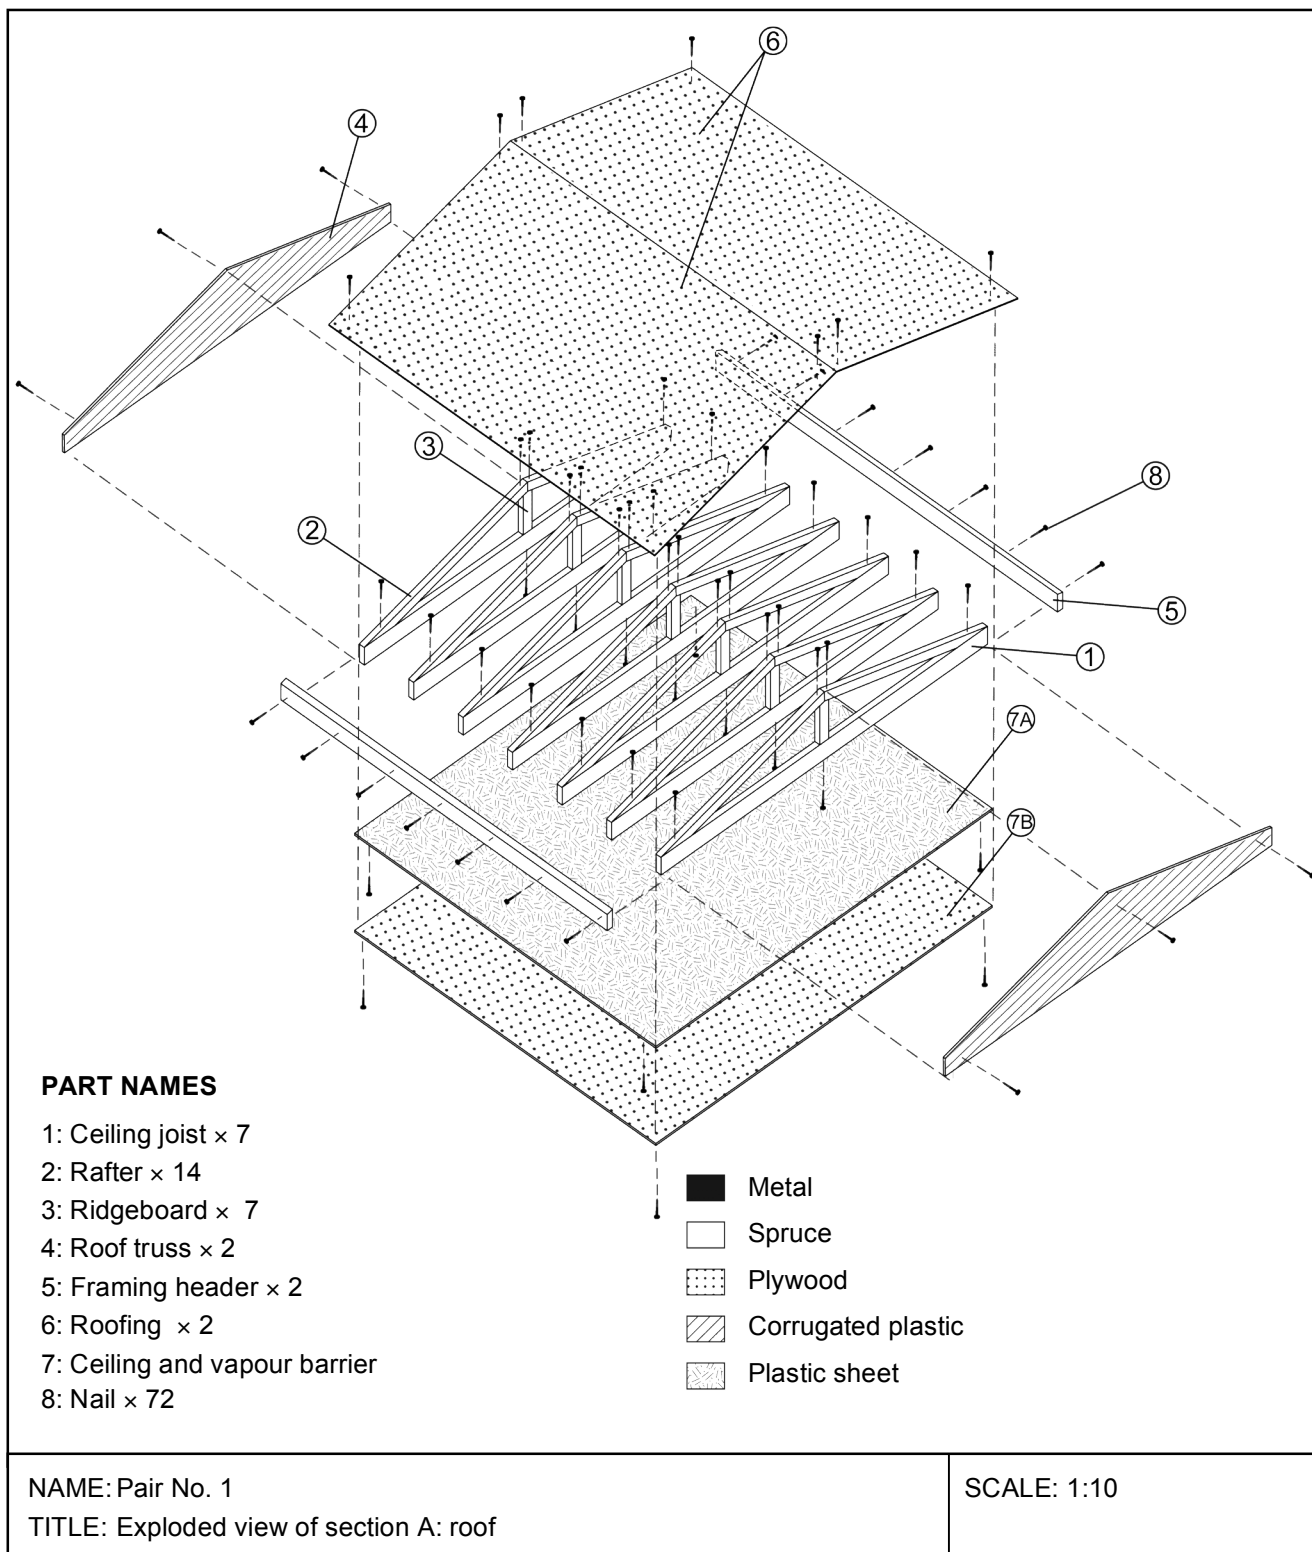 6
4
3
8
2
5
1
7A
7B
PART NAMES
1: Ceiling joist × 7
2: Rafter × 14
3: Ridgeboard × 7
4: Roof truss × 2
5: Framing header × 2
6: Roofing × 2
7: Ceiling and vapour barrier
8: Nail × 72
Metal
Spruce
Plywood
Corrugated plastic
Plastic sheet
NAME: Pair No. 1
TITLE: Exploded view of section A: roof
SCALE: 1:10